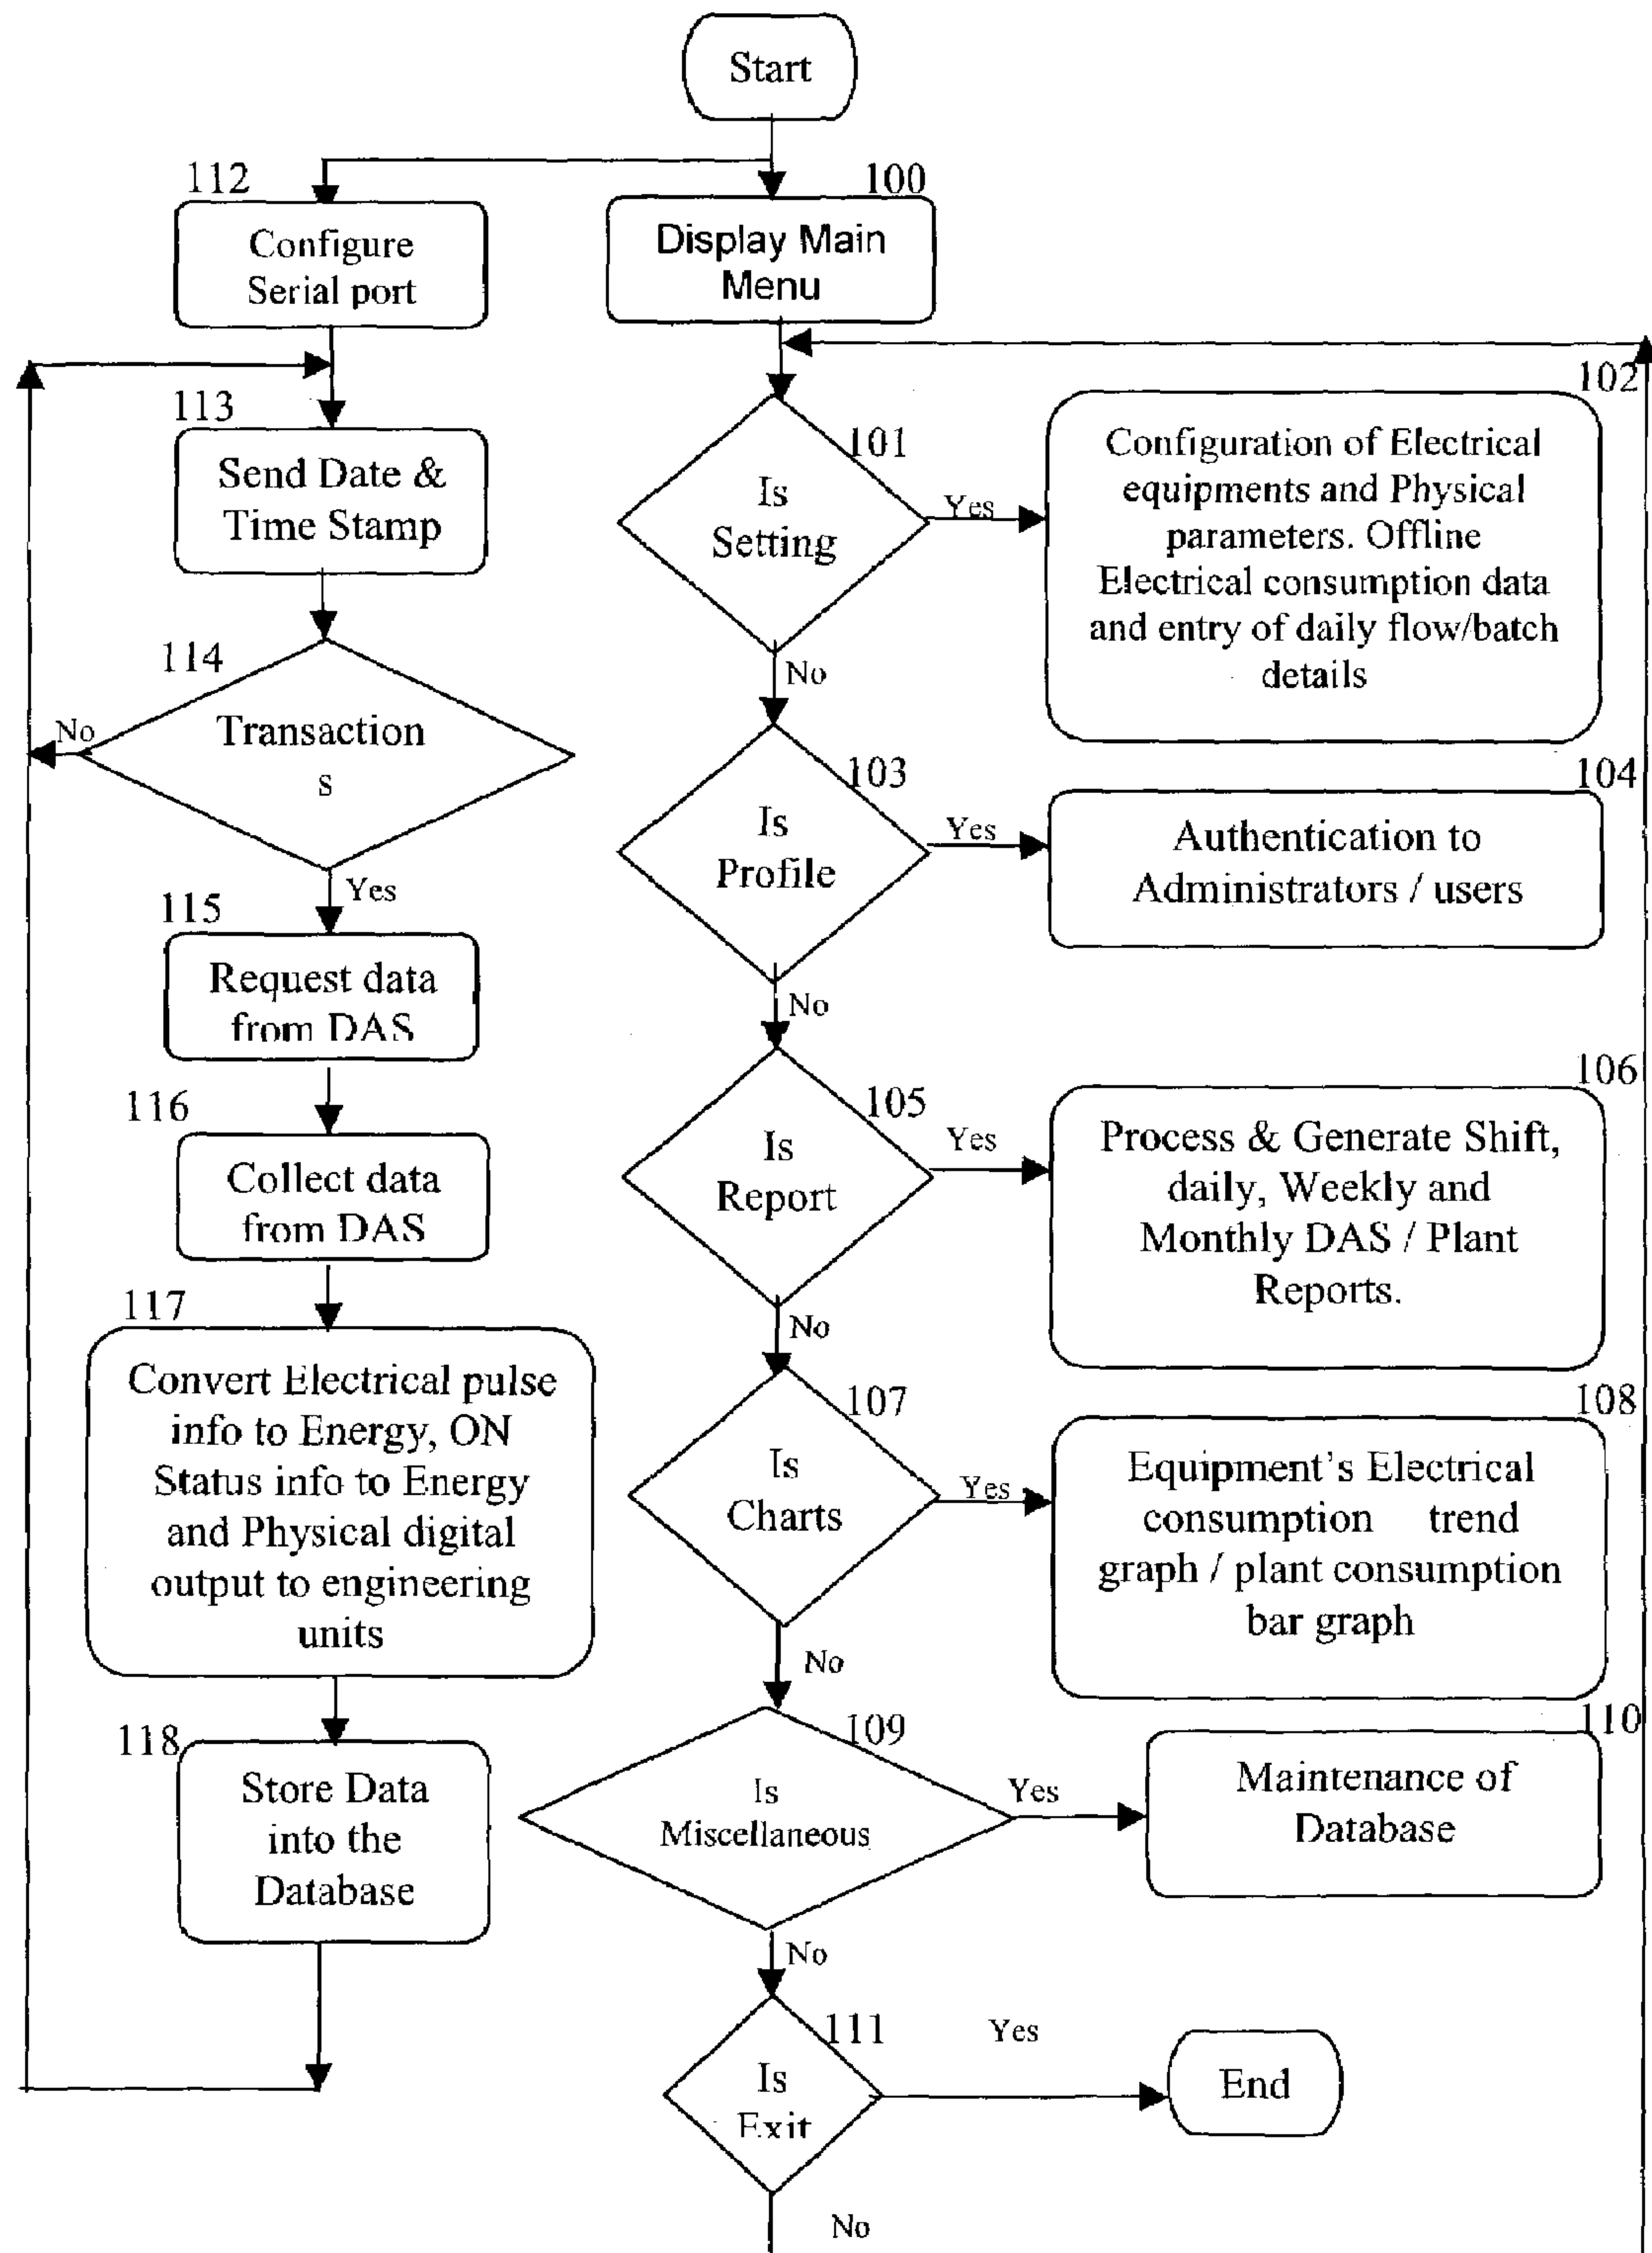 Start
112
Configure
Serial port
113
Send Date &
Time Stamp
114
Transaction
s
No
Yes
115
Request data
from DAS
116
Collect data
from DAS
117
Convert Electrical pulse
info to Energy, ON
Status info to Energy
and Physical digital
output to engineering
units
118
Store Data
into the
Database
100
Display Main
Menu
101
Is
Setting
Yes
102
Configuration of Electrical
equipments and Physical
parameters. Offline
Electrical consumption data
and entry of daily flow/batch
details
No
103
Is
Profile
Yes
104
Authentication to
Administrators / users
No
105
Is
Report
Yes
106
Process & Generate Shift,
daily, Weekly and
Monthly DAS / Plant
Reports.
No
107
Is
Charts
Yes
108
Equipment's Electrical
consumption trend
graph / plant consumption
bar graph
No
109
Is
Miscellaneous
Yes
110
Maintenance of
Database
No
111
Is
Exit
Yes
End
No